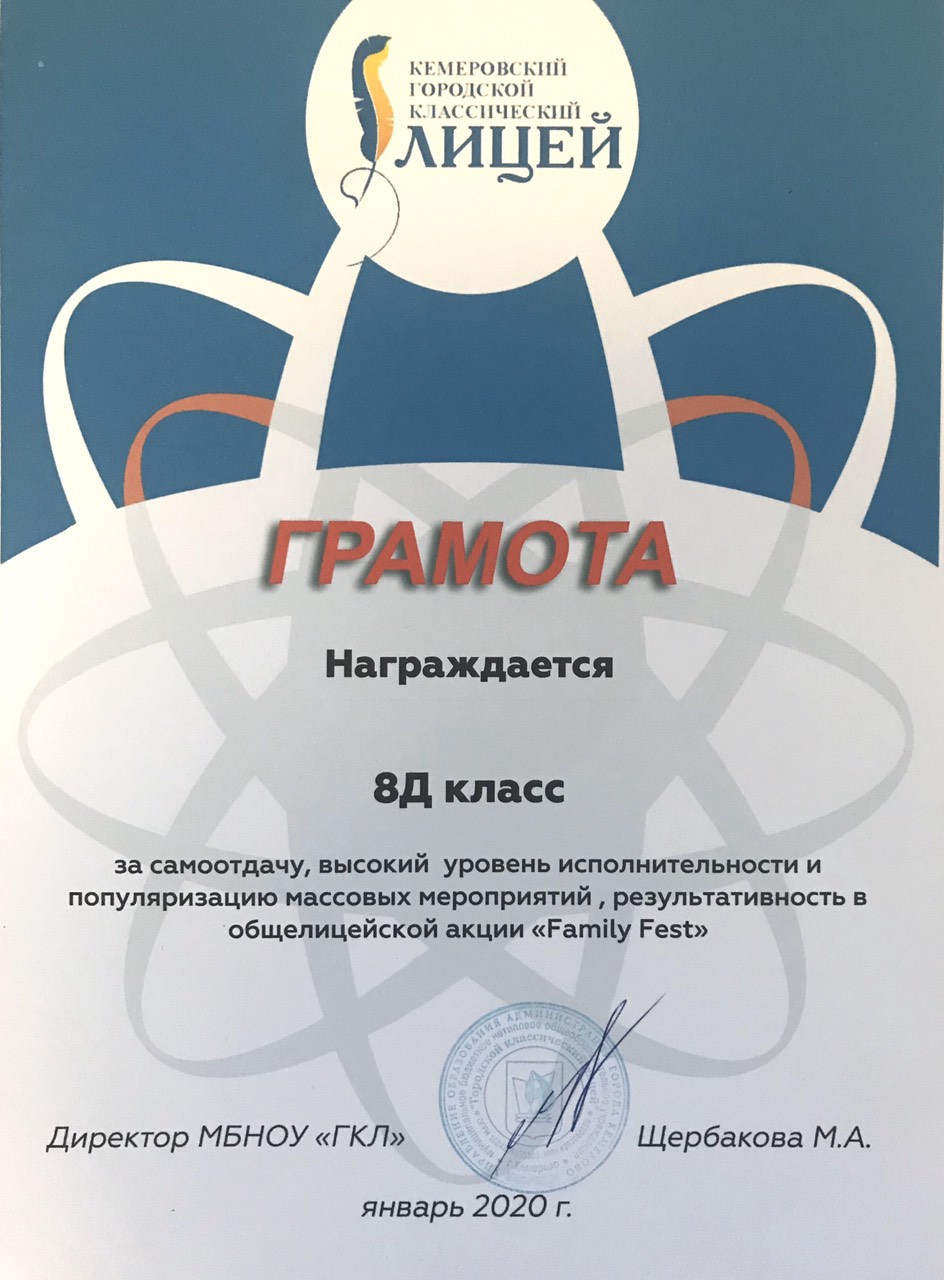 КЕМЕРОВСКИЙ
ГОРОДСКОЙ
КЛАССИЧЕСКИЙ
ЛИЦЕЙ
ГРАМОТА
Награждается
8Д класс
за самоотдачу, высокий уровень исполнительности и
популяризацию массовых мероприятий , результативность в
общелицейской акции «Family Fest»
Директор МБНОУ «ГКЛ»
Щербакова М.А.
январь 2020 г.